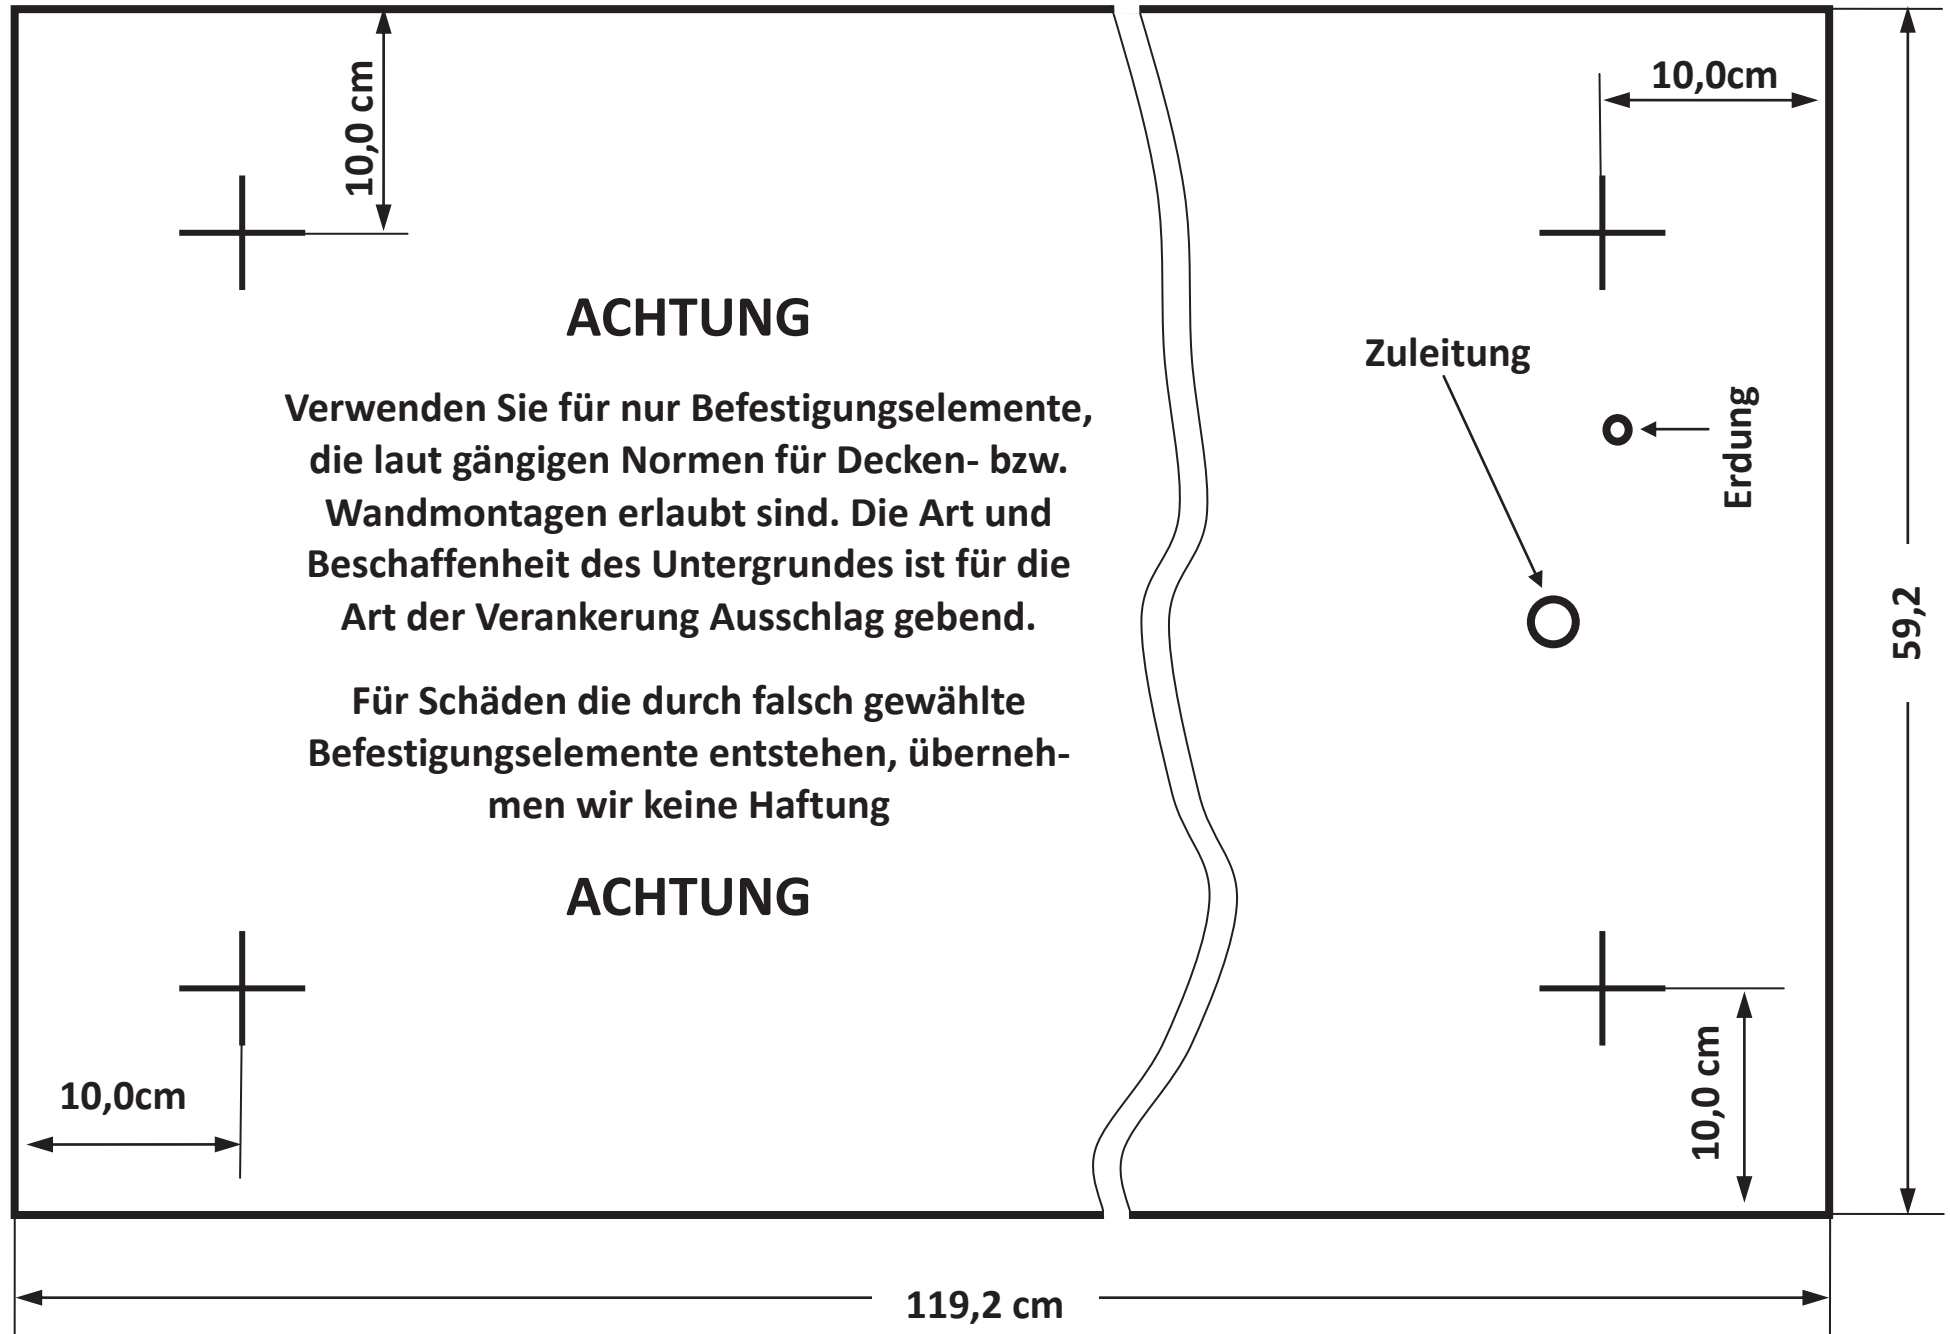 10,0 cm
10,0cm
ACHTUNG
Zuleitung
Erdung
Verwenden Sie für nur Befestigungselemente,
die laut gängigen Normen für Decken- bzw.
Wandmontagen erlaubt sind. Die Art und
Beschaffenheit des Untergrundes ist für die
Art der Verankerung Ausschlag gebend.
59,2
Für Schäden die durch falsch gewählte
Befestigungselemente entstehen, überneh-
men wir keine Haftung
ACHTUNG
10,0cm
10,0 cm
119,2 cm